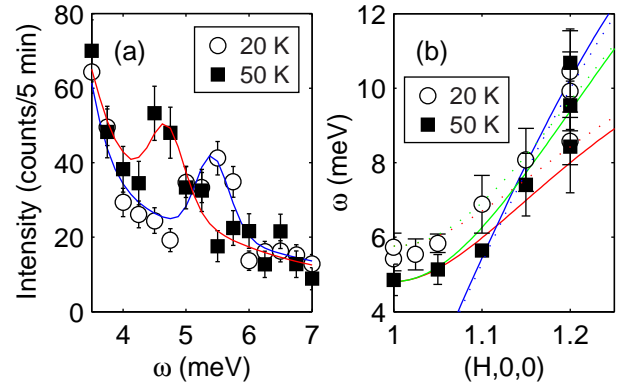 (a)
20 K
50 K
Intensity (counts/5 min)
80
60
40
20
0
4
5
6
7
ω (meV)
(b)
20 K
50 K
ω (meV)
12
10
8
6
4
1
1.1
1.2
(H,0,0)